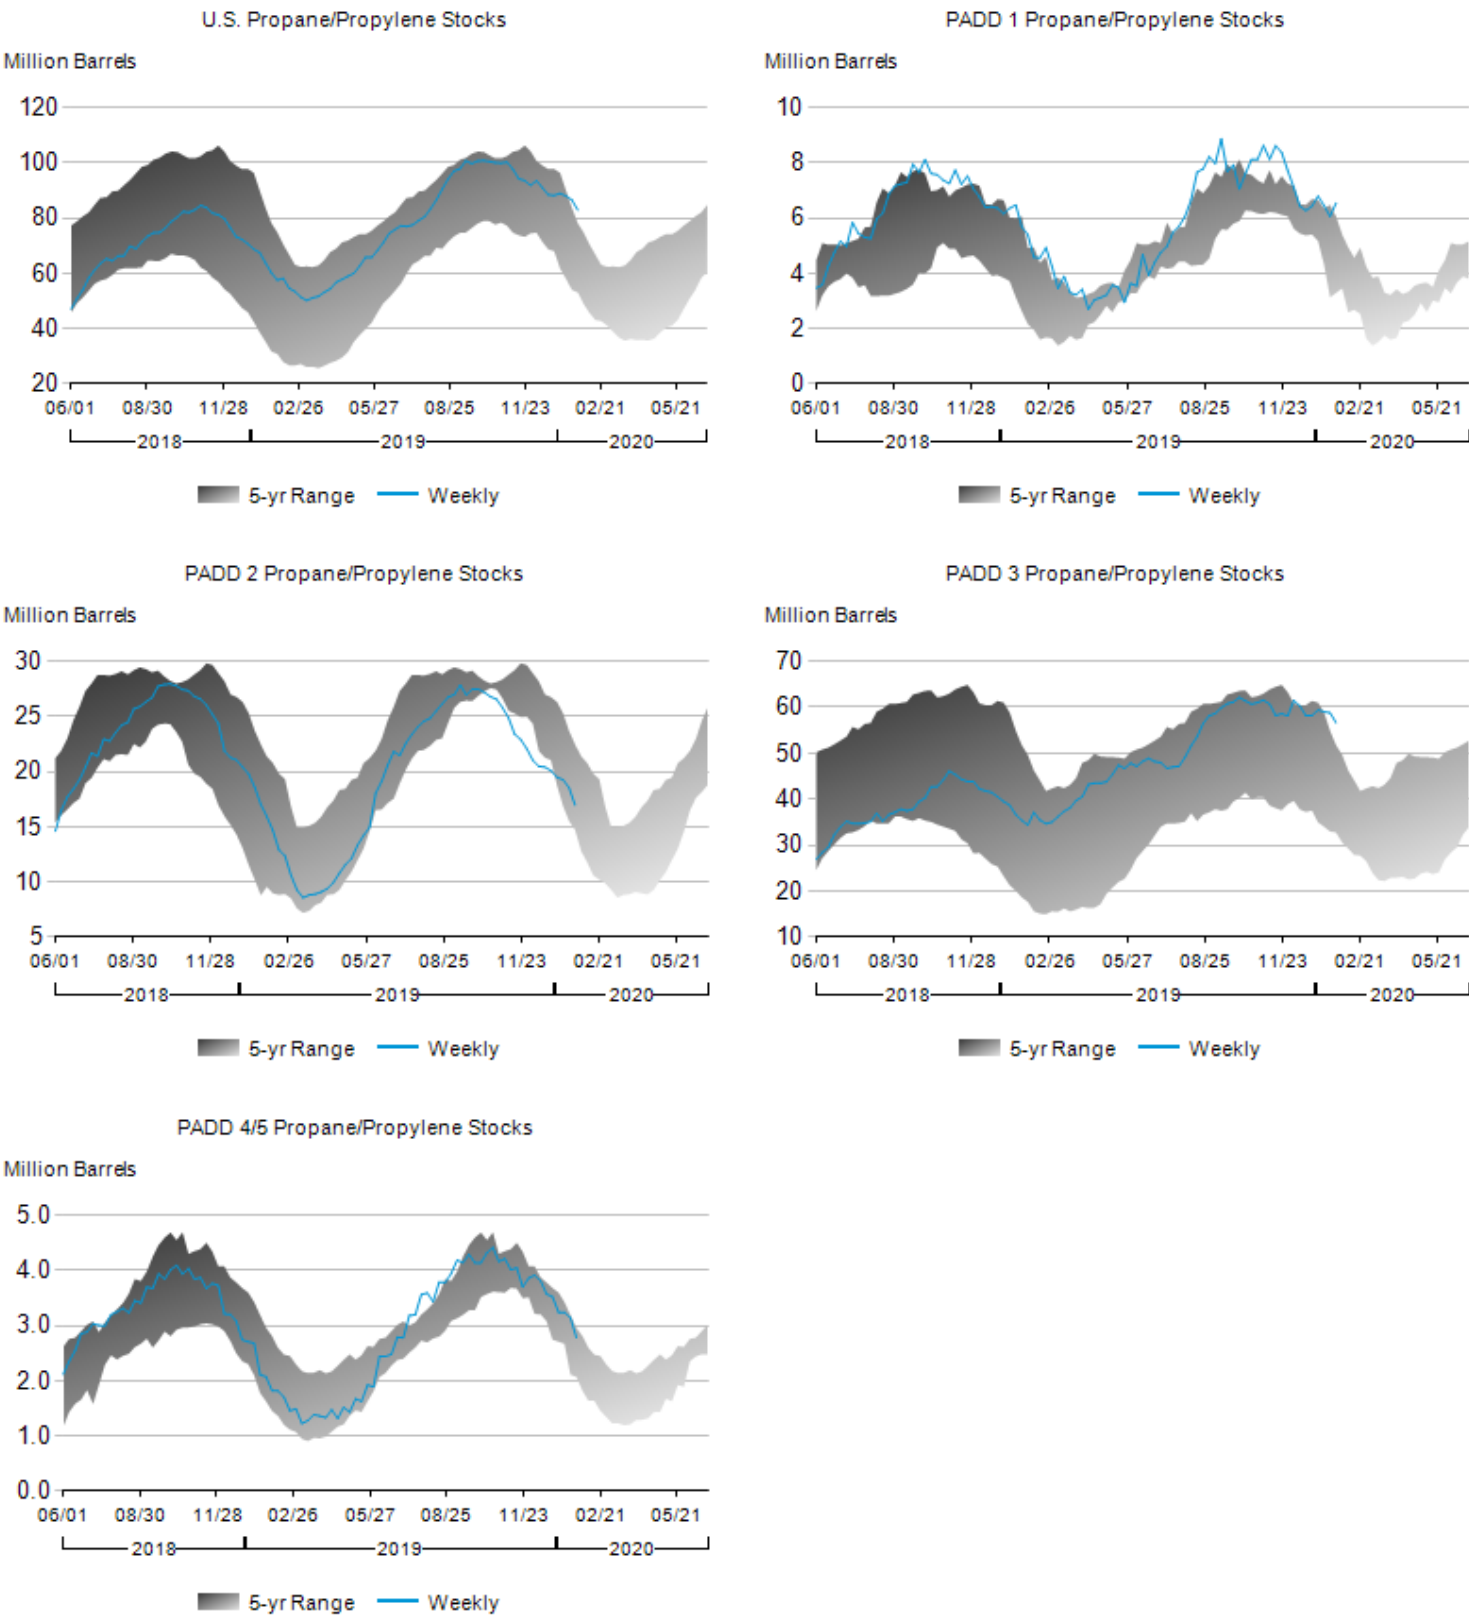 U.S. Propane/Propylene Stocks
Million Barrels
120
100
80
60
40
20
06/01 08/30 11/28 02/26 05/27 08/25 11/23 02/21 05/21
2018 2019 2020
5-yr Range Weekly
PADD 1 Propane/Propylene Stocks
Million Barrels
10
8
6
4
2
0
06/01 08/30 11/28 02/26 05/27 08/25 11/23 02/21 05/21
2018 2019 2020
5-yr Range Weekly
PADD 2 Propane/Propylene Stocks
Million Barrels
30
25
20
15
10
5
06/01 08/30 11/28 02/26 05/27 08/25 11/23 02/21 05/21
2018 2019 2020
5-yr Range Weekly
PADD 3 Propane/Propylene Stocks
Million Barrels
70
60
50
40
30
20
10
06/01 08/30 11/28 02/26 05/27 08/25 11/23 02/21 05/21
2018 2019 2020
5-yr Range Weekly
PADD 4/5 Propane/Propylene Stocks
Million Barrels
5.0
4.0
3.0
2.0
1.0
0.0
06/01 08/30 11/28 02/26 05/27 08/25 11/23 02/21 05/21
2018 2019 2020
5-yr Range Weekly